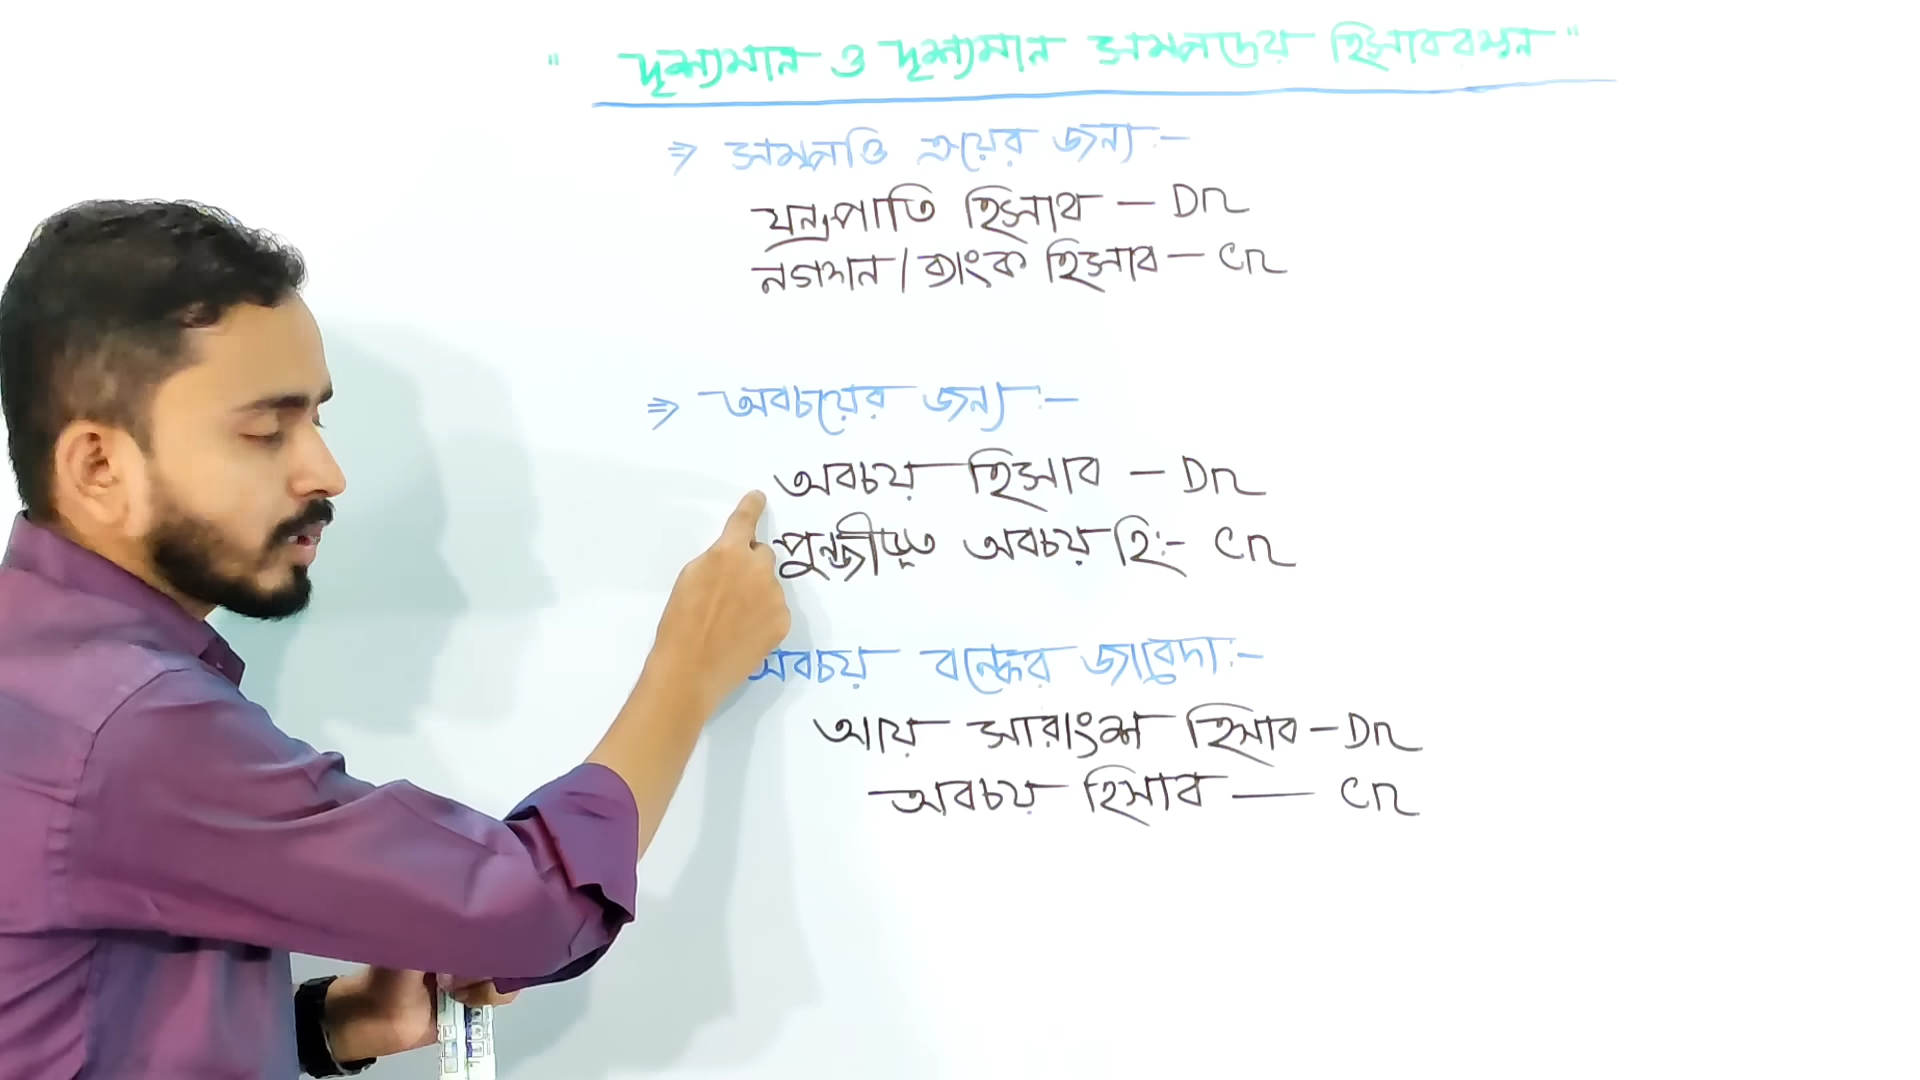 " দৃশ্যমান ও দৃশ্যমান সম্পদের হিসাবরক্ষন "
⇒ সম্পত্তি ক্রয়ের জন্য:-
যন্ত্রপাতি হিসাব - Dr
নগদান / ব্যাংক হিসাব - Cr
⇒ অবচয়ের জন্য :-
অবচয় হিসাব - Dr
পুঞ্জীভূত অবচয় হি:- Cr
অবচয় বন্ধের জাবেদা:-
আয় সারাংশ হিসাব - Dr
অবচয় হিসাব — Cr